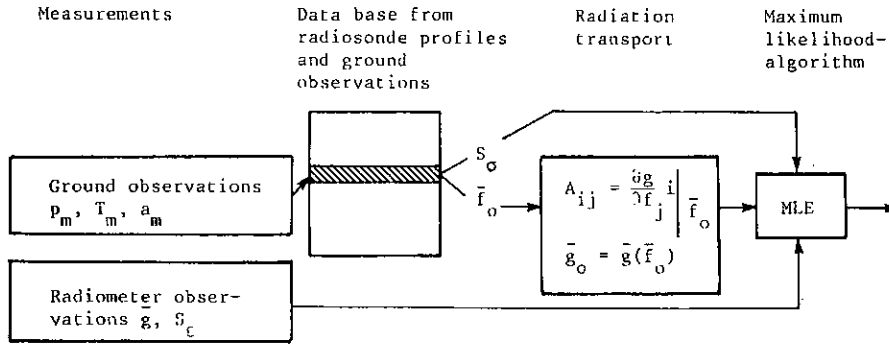 Measurements
Data base from
radiosonde profiles
and ground
observations
Radiation
transport
Maximum
likelihood-
algorithm
Ground observations
p_m, T_m, a_m
S_σ
f̄_o
A_ij = ∂g_i/∂f_j | f̄_o
ḡ_o = ḡ(f̄_o)
MLE
Radiometer obser-
vations ḡ, S_ε